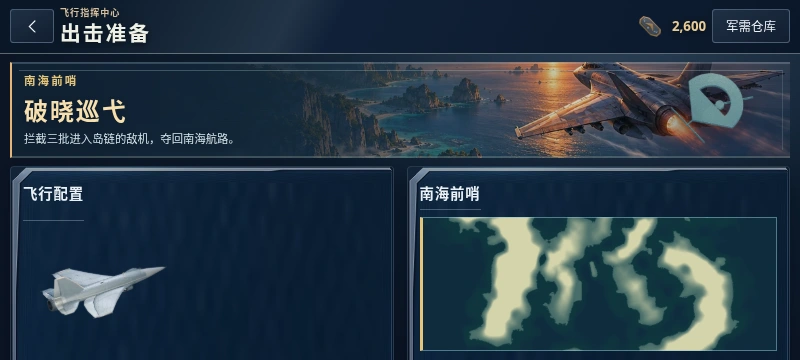 飞行指挥中心
出击准备
2,600
军需仓库
南海前哨
破晓巡弋
拦截三批进入岛链的敌机，夺回南海航路。
飞行配置
南海前哨